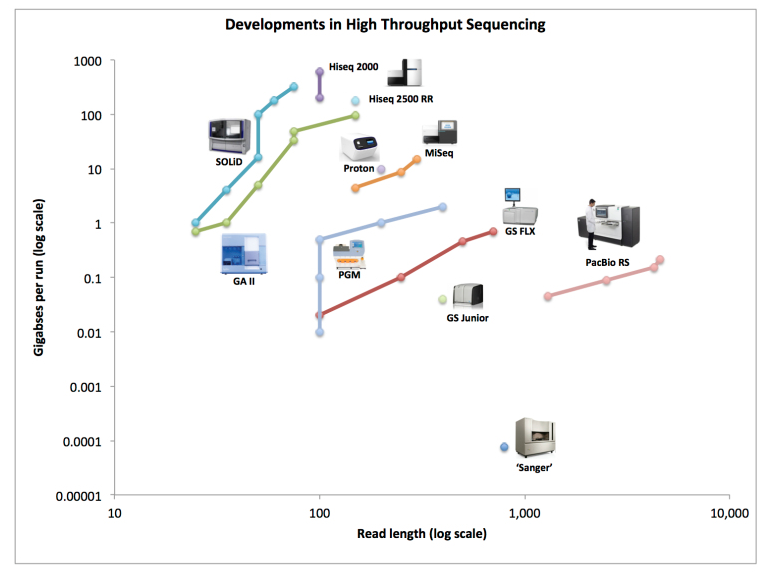 Developments in High Throughput Sequencing
Gigabses per run (log scale)
1000
100
10
1
0.1
0.01
0.001
0.0001
0.00001
Hiseq 2000
Hiseq 2500 RR
SOLiD
Proton
MiSeq
GS FLX
PacBio RS
GA II
PGM
GS Junior
‘Sanger’
10
100
1,000
10,000
Read length (log scale)